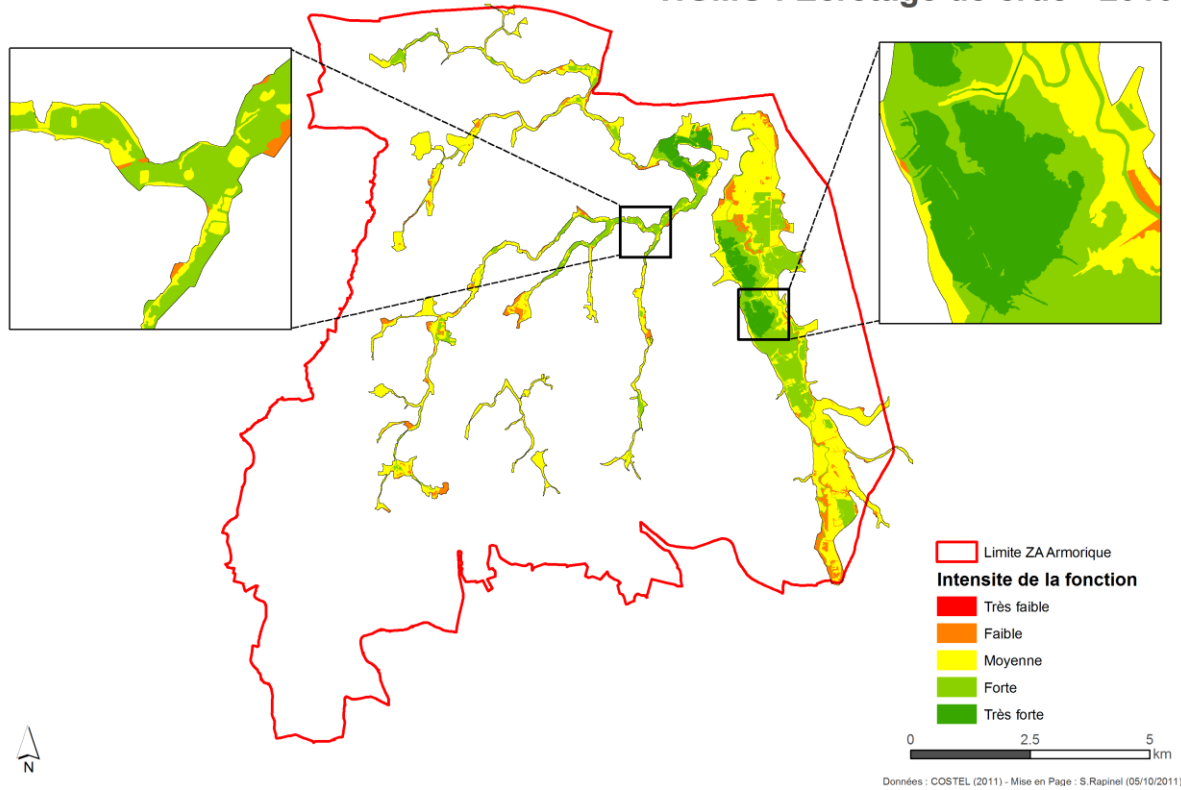 Limite ZA Armorique
Intensite de la fonction
Très faible
Faible
Moyenne
Forte
Très forte
0 2.5 5
km
N
Données : COSTEL (2011) - Mise en Page : S.Rapinel (05/10/2011)